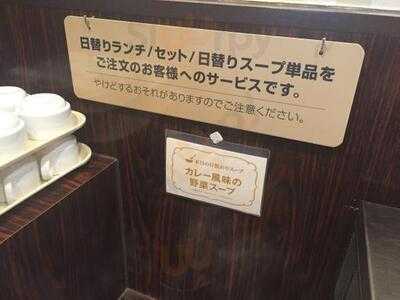 日替りランチ/セット/日替りスープ単品を
ご注文のお客様へのサービスです。
やけどするおそれがありますのでご注意ください。
本日の日替わりスープ
カレー風味の
野菜スープ